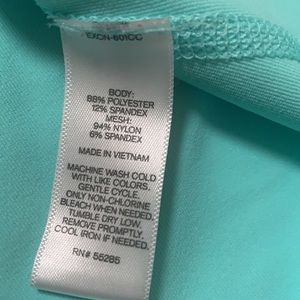 EXCN-601CC
BODY:
88% POLYESTER
12% SPANDEX
MESH:
94% NYLON
6% SPANDEX
MADE IN VIETNAM
MACHINE WASH COLD
WITH LIKE COLORS.
GENTLE CYCLE.
ONLY NON-CHLORINE
BLEACH WHEN NEEDED.
TUMBLE DRY LOW.
REMOVE PROMPTLY.
COOL IRON IF NEEDED.
RN# 55285